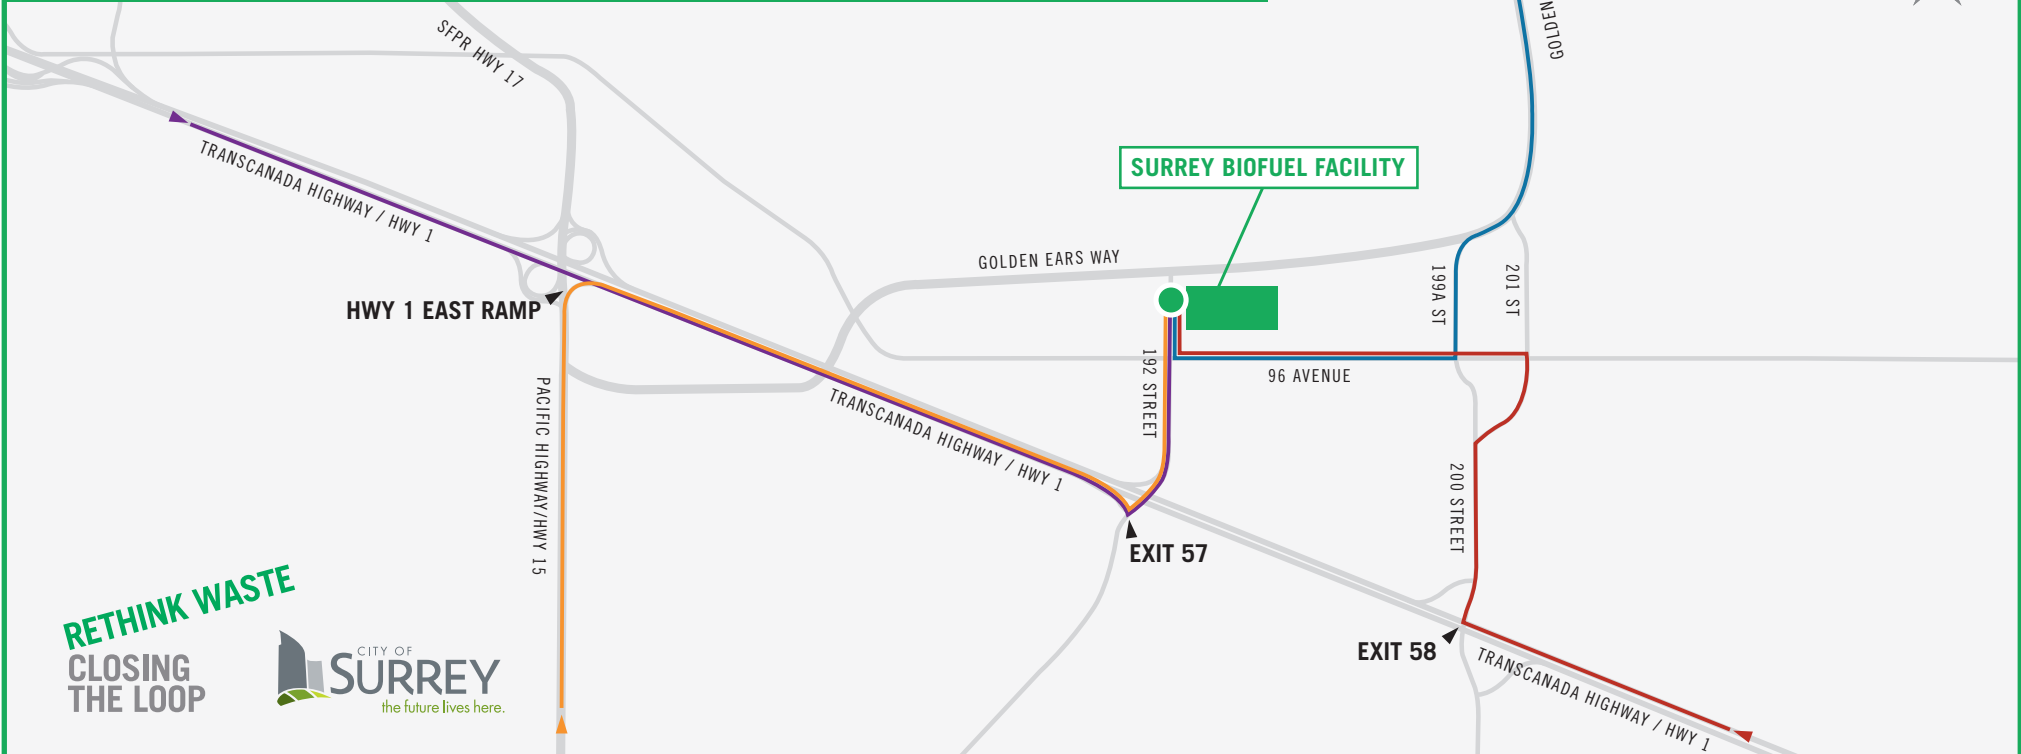 SFPR HWY 17
GOLDEN
TRANSCANADA HIGHWAY / HWY 1
SURREY BIOFUEL FACILITY
GOLDEN EARS WAY
199A ST
201 ST
HWY 1 EAST RAMP
192 STREET
96 AVENUE
PACIFIC HIGHWAY/HWY 15
TRANSCANADA HIGHWAY / HWY 1
200 STREET
EXIT 57
EXIT 58
TRANSCANADA HIGHWAY / HWY 1
RETHINK WASTE
CLOSING
THE LOOP
CITY OF
SURREY
the future lives here.